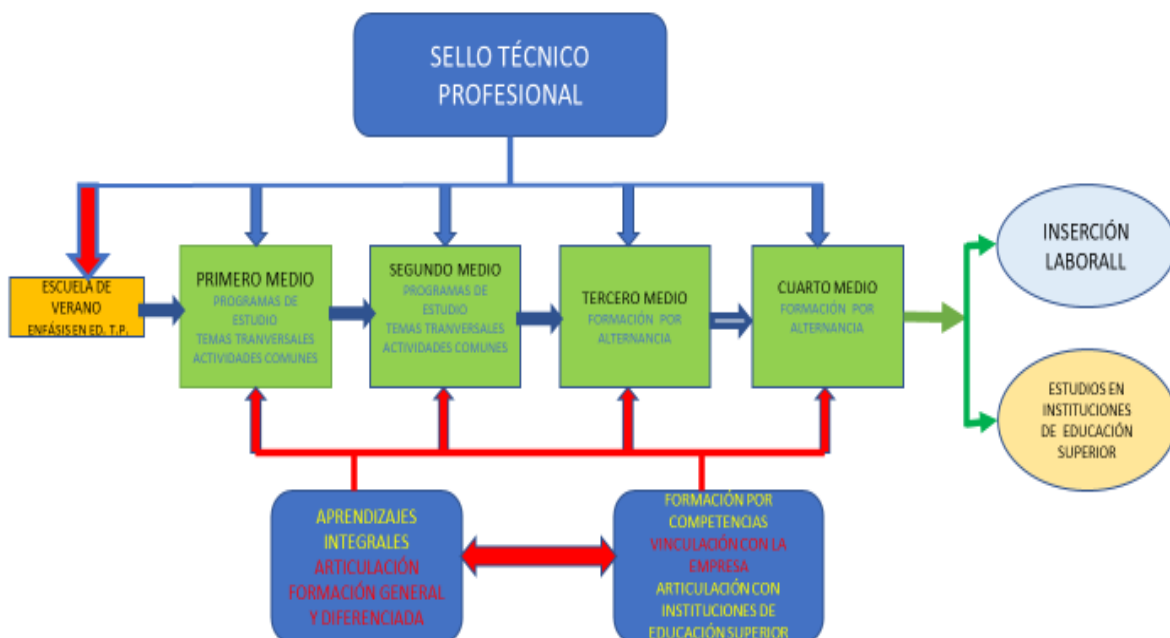 SELLO TÉCNICO
PROFESIONAL
ESCUELA DE
VERANO
ENFÁSIS EN ED. T.P.
PRIMERO MEDIO
PROGRAMAS DE
ESTUDIO
TEMAS TRANVERSALES
ACTIVIDADES COMUNES
SEGUNDO MEDIO
PROGRAMAS DE
ESTUDIO
TEMAS TRANVERSALES
ACTIVIDADES COMUNES
TERCERO MEDIO
FORMACIÓN POR
ALTERNANCIA
CUARTO MEDIO
FORMACIÓN POR
ALTERNANCIA
INSERCIÓN
LABORALL
ESTUDIOS EN
INSTITUCIONES
DE EDUCACIÓN
SUPERIOR
APRENDIZAJES
INTEGRALES
ARTICULACIÓN
FORMACIÓN GENERAL
Y DIFERENCIADA
FORMACIÓN POR
COMPETENCIAS
VINCULACIÓN CON LA
EMPRESA
ARTICULACIÓN CON
INSTITUCIONES DE
EDUCACIÓN SUPERIOR